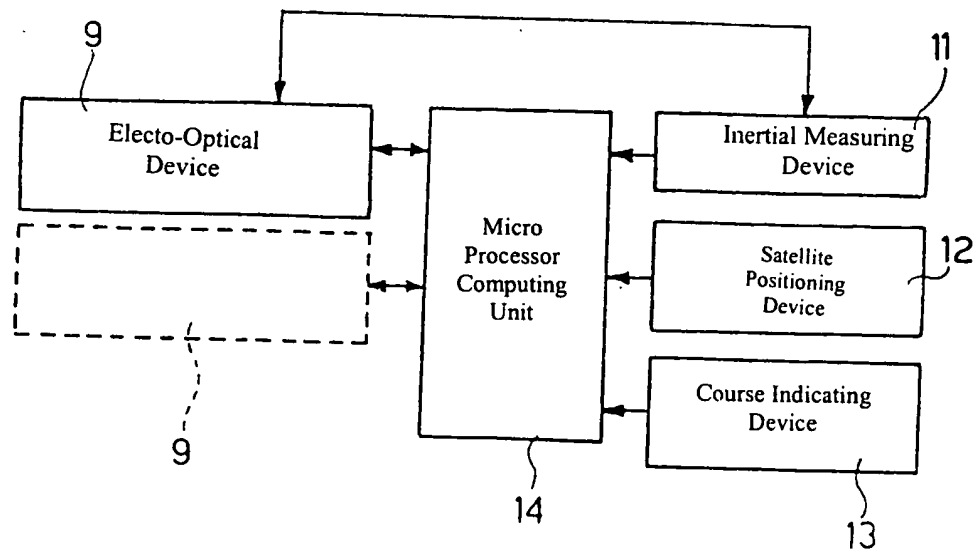 9
11
Electo-Optical
Device
Inertial Measuring
Device
Micro
Processor
Computing
Unit
Satellite
Positioning
Device
12
Course Indicating
Device
9
14
13